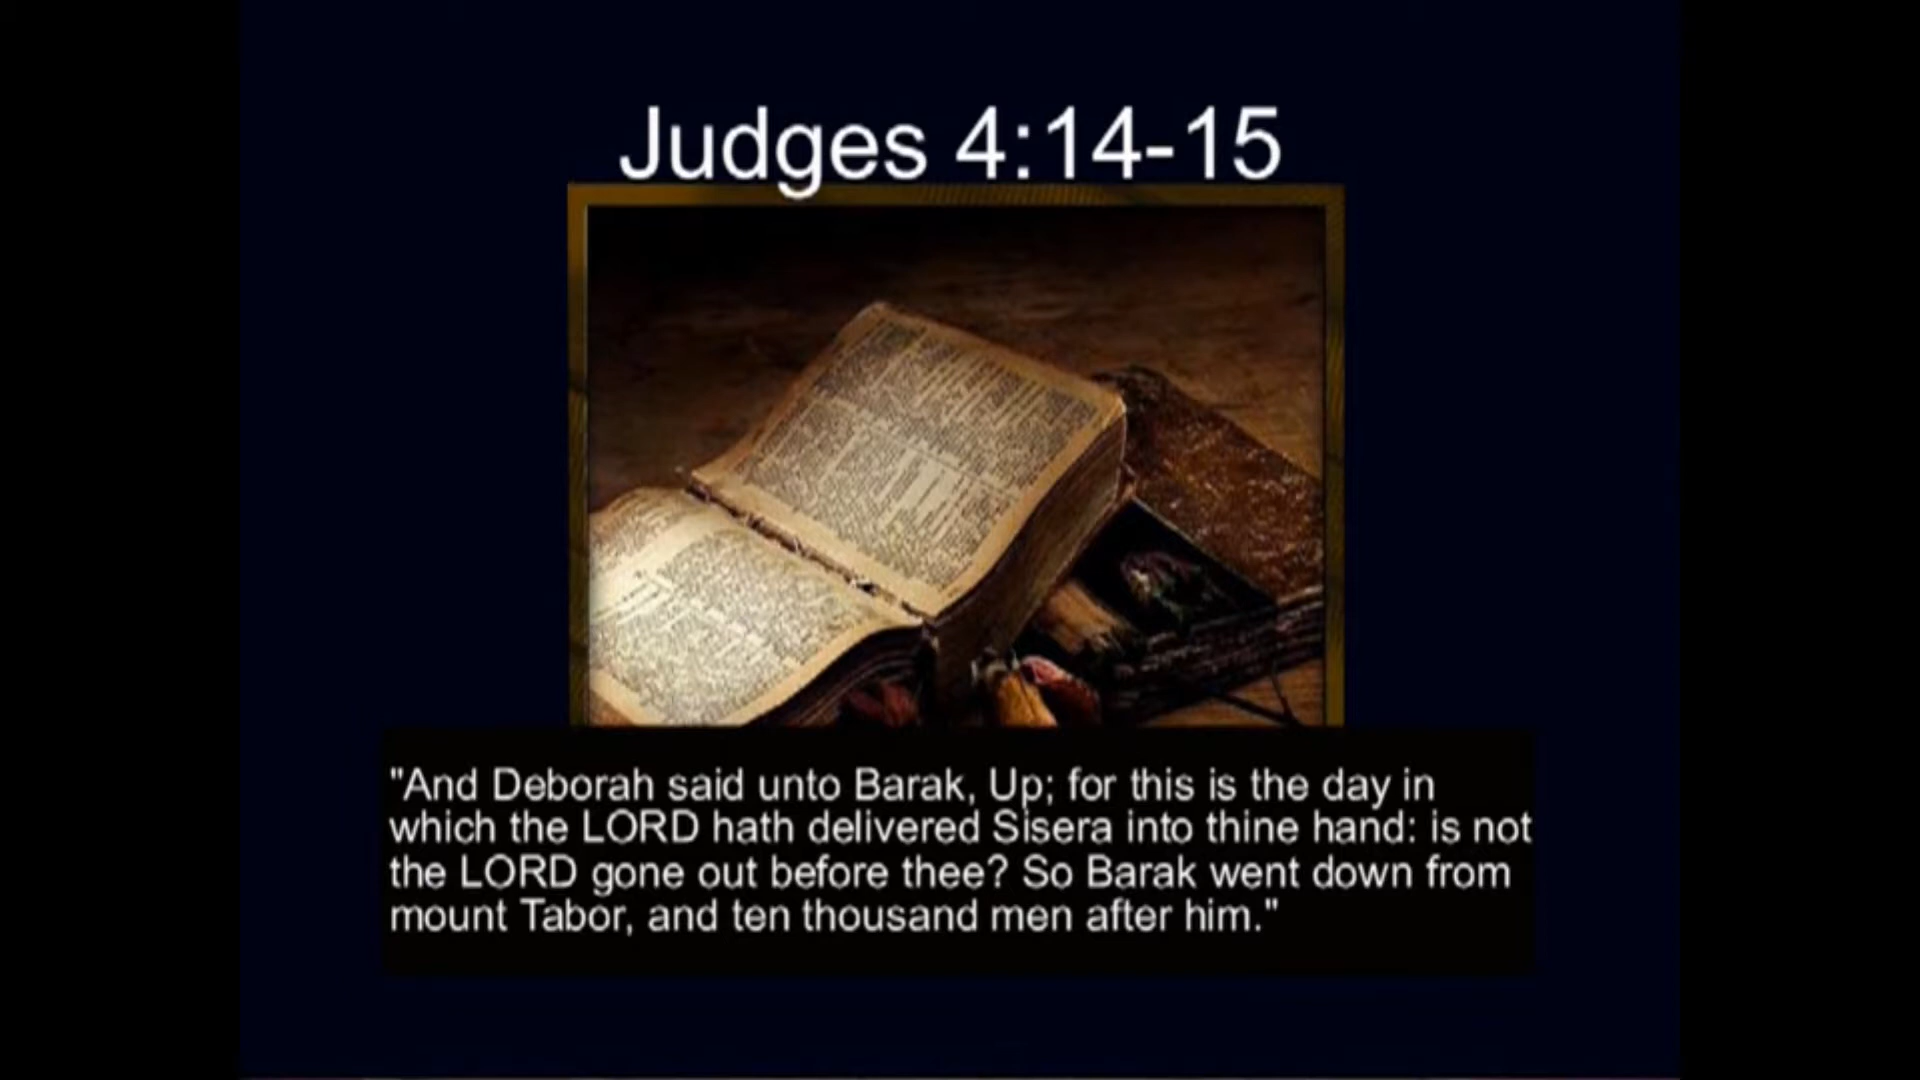 Judges 4:14-15
"And Deborah said unto Barak, Up; for this is the day in
which the LORD hath delivered Sisera into thine hand: is not
the LORD gone out before thee? So Barak went down from
mount Tabor, and ten thousand men after him."